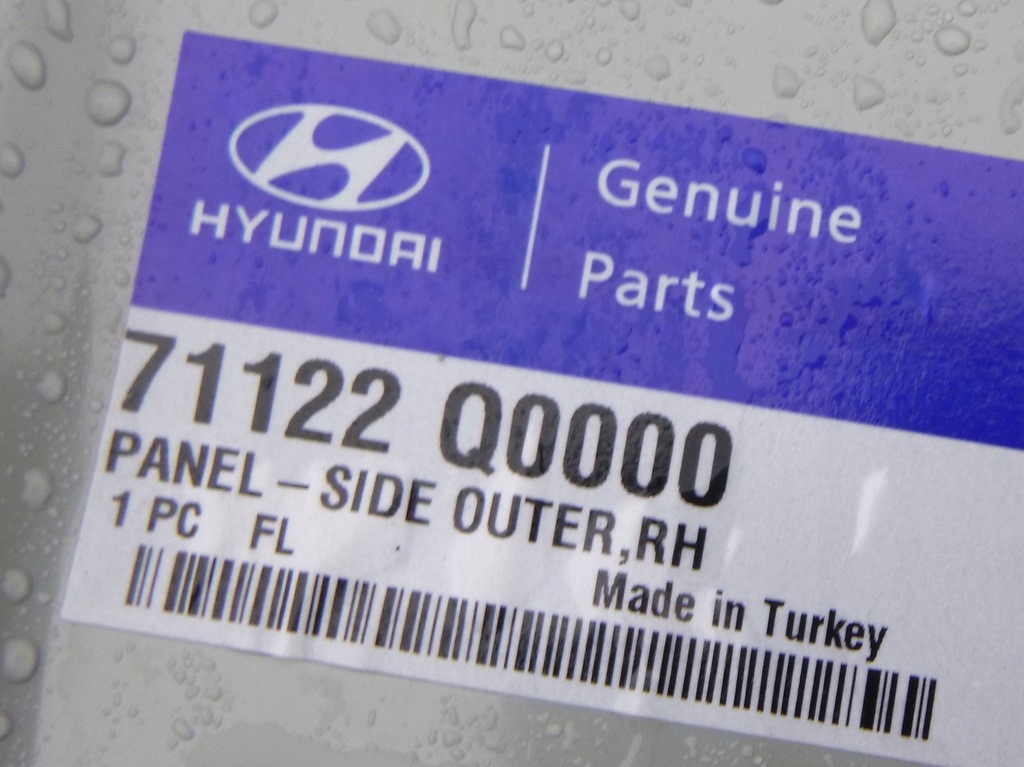 HYUNDAI
Genuine
Parts
71122 Q0000
PANEL – SIDE OUTER,RH
1 PC FL
Made in Turkey